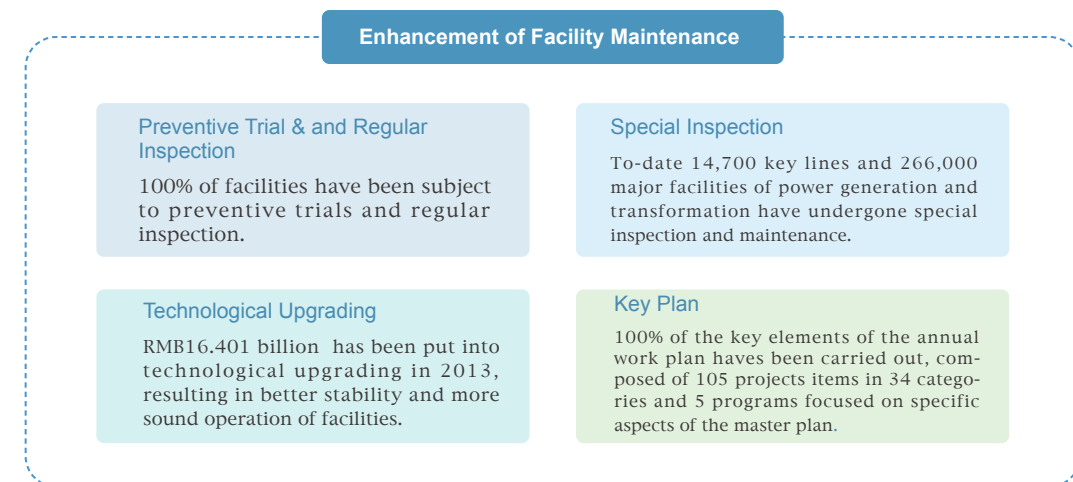 Enhancement of Facility Maintenance
Preventive Trial & and Regular
Inspection
100% of facilities have been subject
to preventive trials and regular
inspection.
Special Inspection
To-date 14,700 key lines and 266,000
major facilities of power generation and
transformation have undergone special
inspection and maintenance.
Technological Upgrading
RMB16.401 billion has been put into
technological upgrading in 2013,
resulting in better stability and more
sound operation of facilities.
Key Plan
100% of the key elements of the annual
work plan haves been carried out, com-
posed of 105 projects items in 34 catego-
ries and 5 programs focused on specific
aspects of the master plan.